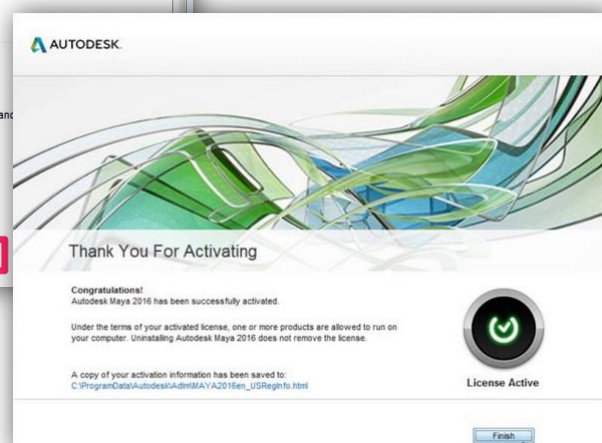 AUTODESK.
and
Thank You For Activating
Congratulations!
Autodesk Maya 2016 has been successfully activated.
Under the terms of your activated license, one or more products are allowed to run on
your computer. Uninstalling Autodesk Maya 2016 does not remove the license.
A copy of your activation information has been saved to:
C:\ProgramData\Autodesk\Adlm\MAYA2016en_USRegInfo.html
License Active
Finish